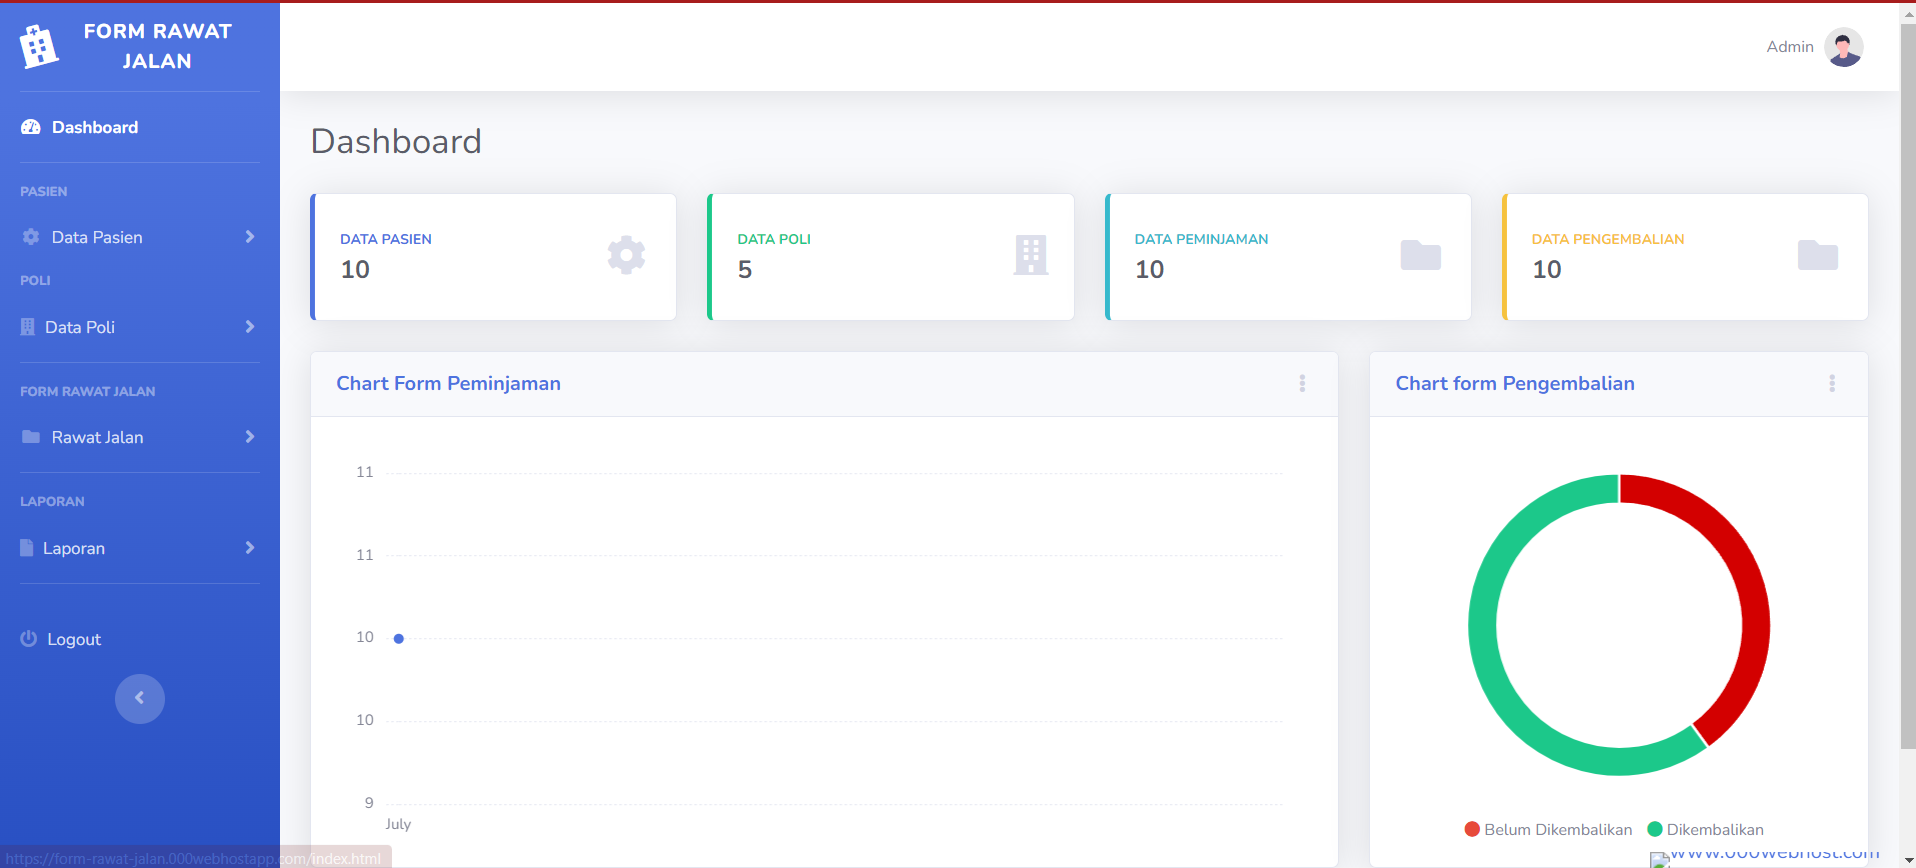 FORM RAWAT
JALAN
Admin
Dashboard
PASIEN
Data Pasien
POLI
Data Poli
FORM RAWAT JALAN
Rawat Jalan
LAPORAN
Laporan
Logout
Dashboard
DATA PASIEN
10
DATA POLI
5
DATA PEMINJAMAN
10
DATA PENGEMBALIAN
10
Chart Form Peminjaman
11
11
10
10
9
July
Chart form Pengembalian
Belum Dikembalikan
Dikembalikan
www.000webhost.com
https://form-rawat-jalan.000webhostapp.com/index.html